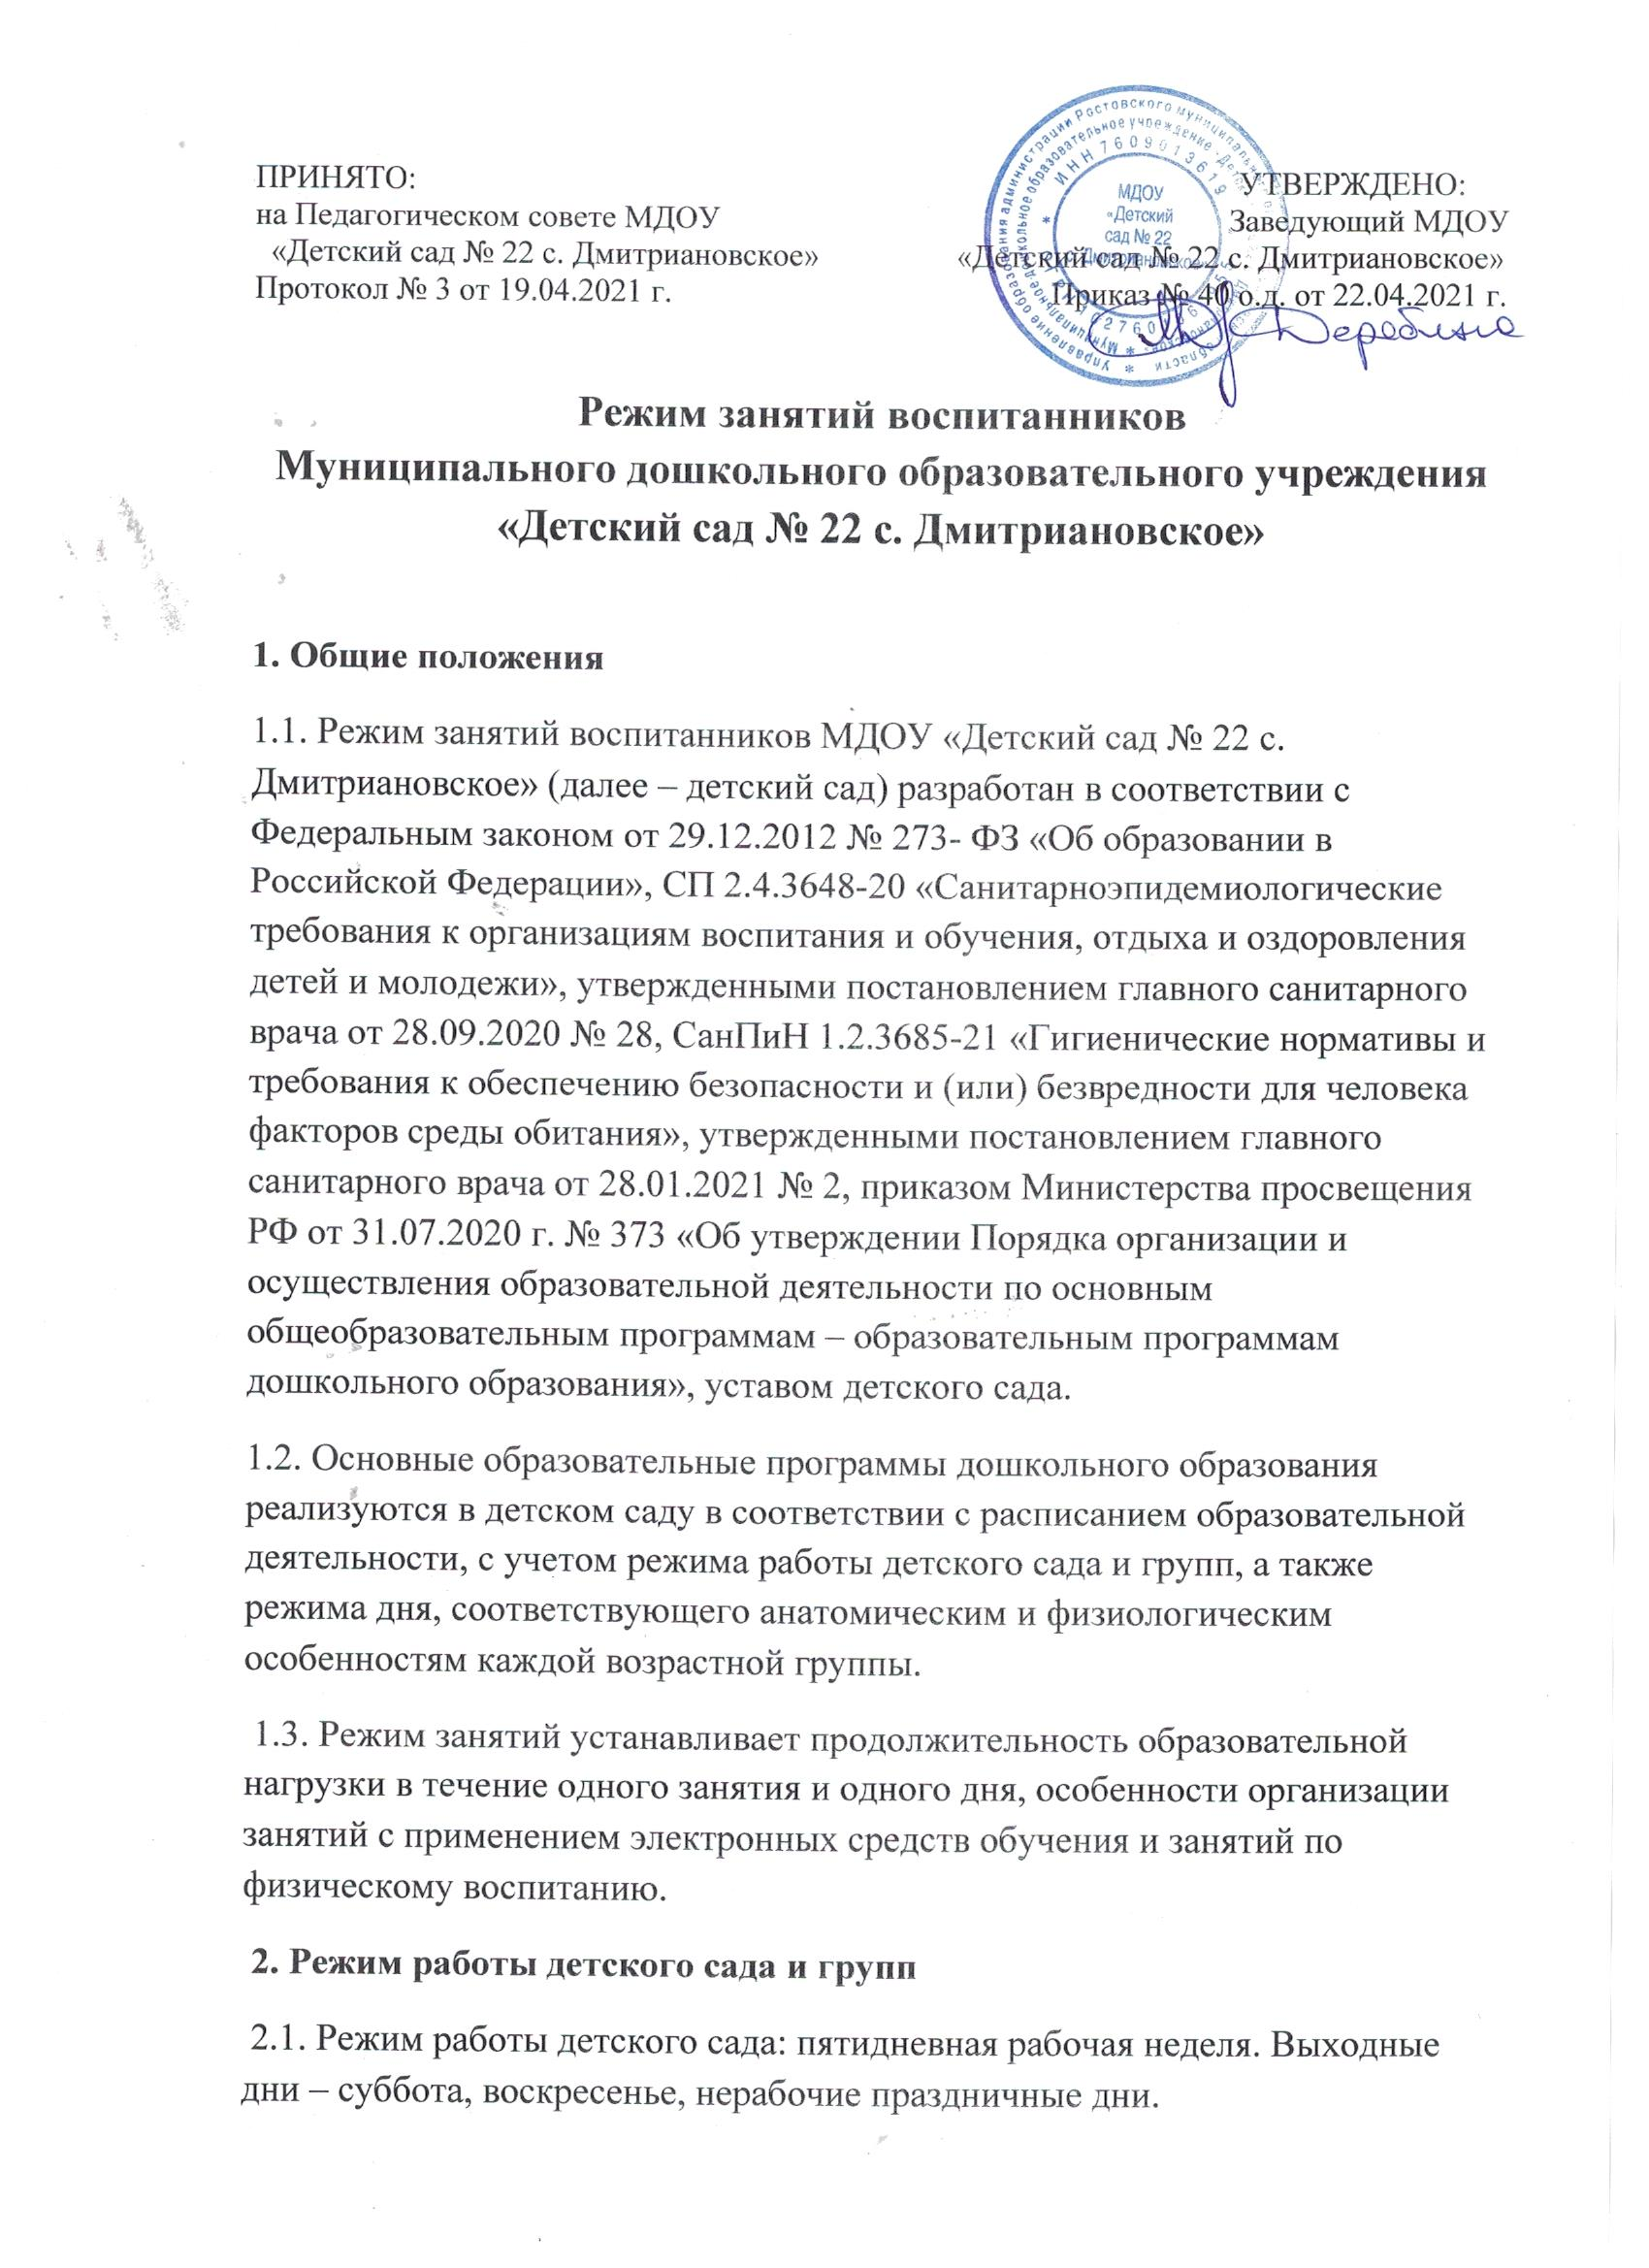 ПРИНЯТО:
на Педагогическом совете МДОУ
«Детский сад № 22 с. Дмитриановское»
Протокол № 3 от 19.04.2021 г.
УТВЕРЖДЕНО:
Заведующий МДОУ
«Детский сад № 22 с. Дмитриановское»
Приказ № 40 о.д. от 22.04.2021 г.
ИНН 7609013619
МДОУ
«Детский
сад № 22
с. Дмитриановское»
Режим занятий воспитанников
Муниципального дошкольного образовательного учреждения
«Детский сад № 22 с. Дмитриановское»
1. Общие положения
1.1. Режим занятий воспитанников МДОУ «Детский сад № 22 с.
Дмитриановское» (далее – детский сад) разработан в соответствии с
Федеральным законом от 29.12.2012 № 273- ФЗ «Об образовании в
Российской Федерации», СП 2.4.3648-20 «Санитарноэпидемиологические
требования к организациям воспитания и обучения, отдыха и оздоровления
детей и молодежи», утвержденными постановлением главного санитарного
врача от 28.09.2020 № 28, СанПиН 1.2.3685-21 «Гигиенические нормативы и
требования к обеспечению безопасности и (или) безвредности для человека
факторов среды обитания», утвержденными постановлением главного
санитарного врача от 28.01.2021 № 2, приказом Министерства просвещения
РФ от 31.07.2020 г. № 373 «Об утверждении Порядка организации и
осуществления образовательной деятельности по основным
общеобразовательным программам – образовательным программам
дошкольного образования», уставом детского сада.
1.2. Основные образовательные программы дошкольного образования
реализуются в детском саду в соответствии с расписанием образовательной
деятельности, с учетом режима работы детского сада и групп, а также
режима дня, соответствующего анатомическим и физиологическим
особенностям каждой возрастной группы.
1.3. Режим занятий устанавливает продолжительность образовательной
нагрузки в течение одного занятия и одного дня, особенности организации
занятий с применением электронных средств обучения и занятий по
физическому воспитанию.
2. Режим работы детского сада и групп
2.1. Режим работы детского сада: пятидневная рабочая неделя. Выходные
дни – суббота, воскресенье, нерабочие праздничные дни.